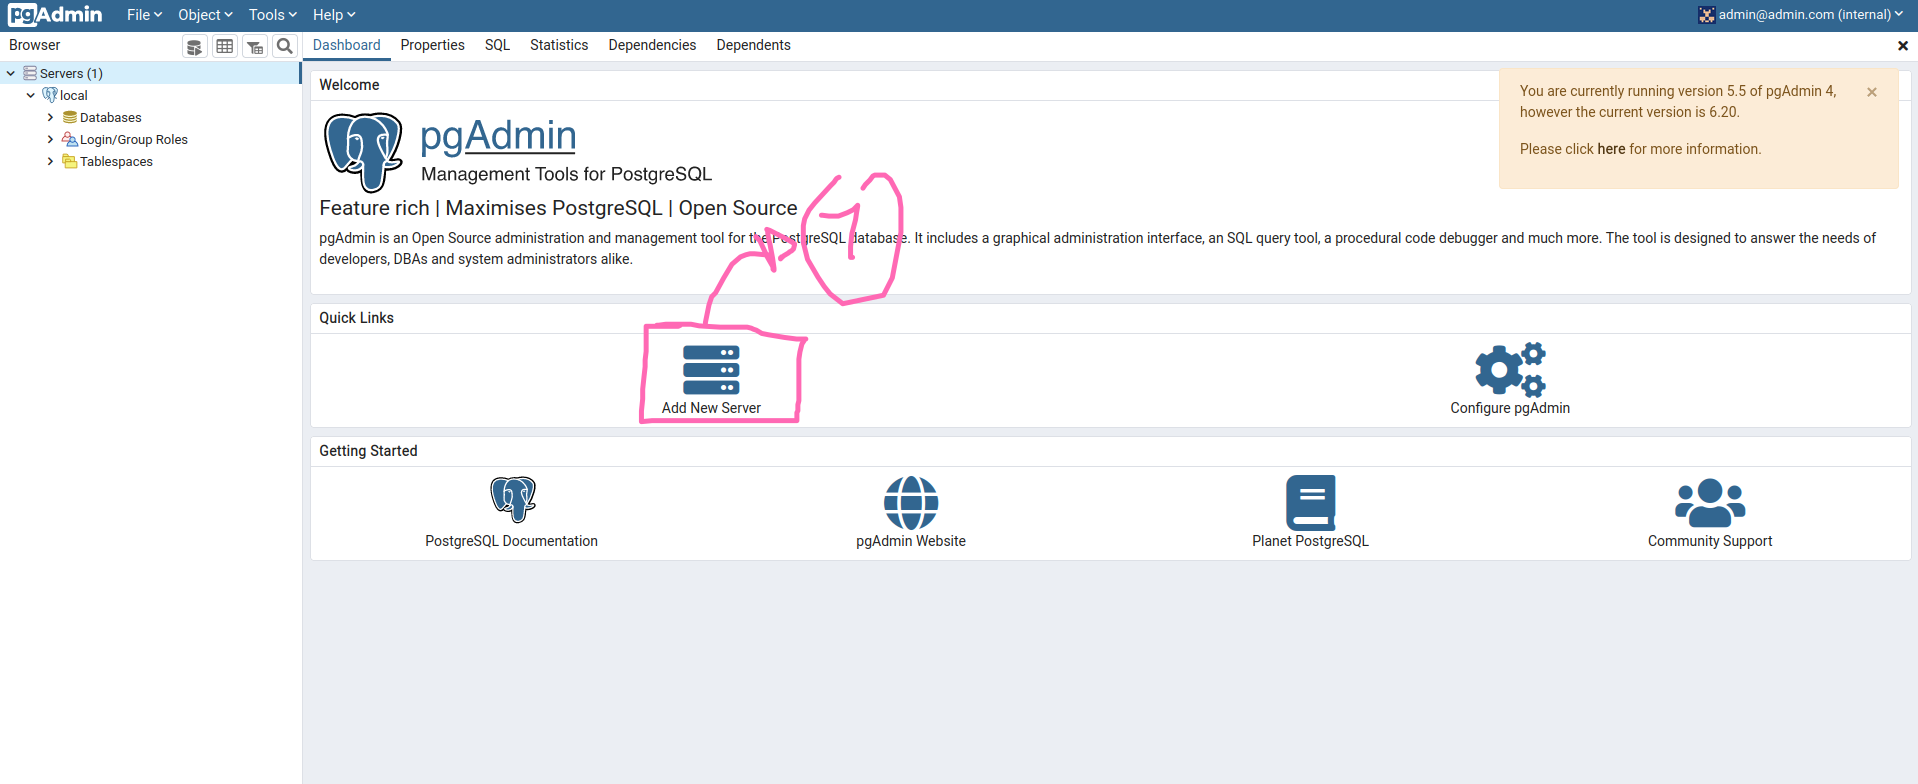 pgAdmin File Object Tools Help admin@admin.com (internal)
Browser Dashboard Properties SQL Statistics Dependencies Dependents
Servers (1)
local
Databases
Login/Group Roles
Tablespaces
Welcome
pgAdmin
Management Tools for PostgreSQL
Feature rich | Maximises PostgreSQL | Open Source
pgAdmin is an Open Source administration and management tool for the PostgreSQL database. It includes a graphical administration interface, an SQL query tool, a procedural code debugger and much more. The tool is designed to answer the needs of
developers, DBAs and system administrators alike.
1
You are currently running version 5.5 of pgAdmin 4,
however the current version is 6.20.
Please click here for more information.
Quick Links
Add New Server Configure pgAdmin
Getting Started
PostgreSQL Documentation pgAdmin Website Planet PostgreSQL Community Support